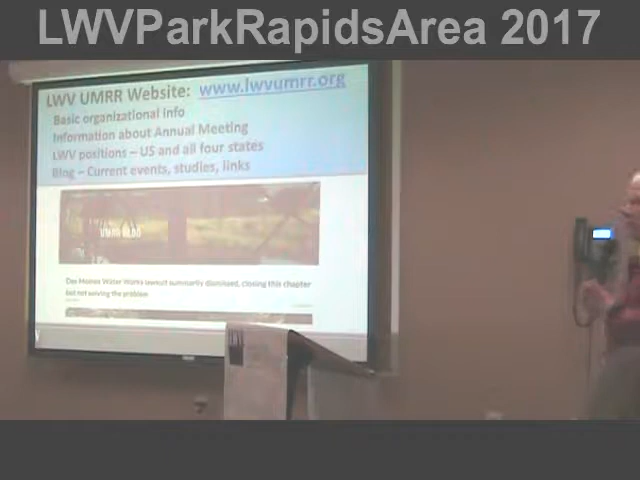 LWVParkRapidsArea 2017
LWV UMRR Website: www.lwvumrr.org
Basic organizational info
Information about Annual Meeting
LWV positions – US and all four states
Blog – Current events, studies, links
UMRR BLOG
Des Moines Water Works lawsuit summarily dismissed, closing this chapter
but not solving the problem